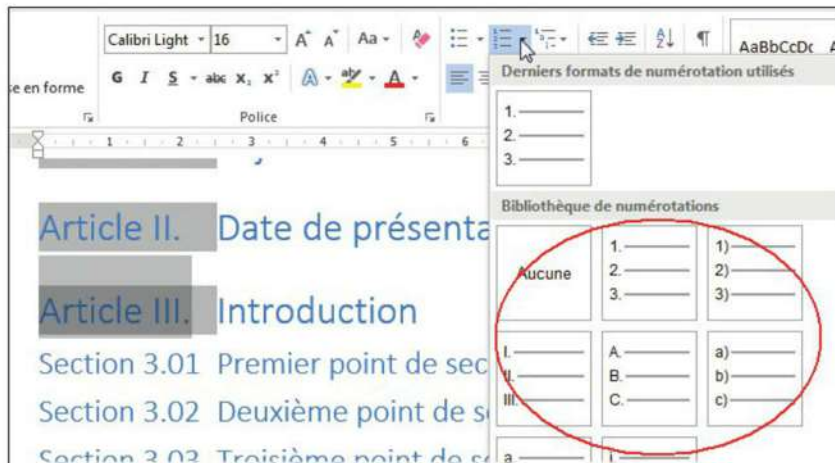 Calibri Light 16 A A Aa
AaBbCcDc A
e en forme
G I S abc X₂ X² A aby A
Police
1 2 3 4 5 6
Derniers formats de numérotation utilisés
1.
2.
3.
Bibliothèque de numérotations
Aucune
1.
2.
3.
1)
2)
3)
I.
II.
III.
A.
B.
C.
a)
b)
c)
a.
i.
Article II. Date de présenta
Article III. Introduction
Section 3.01 Premier point de sec
Section 3.02 Deuxième point de s
Section 3.03 Troisième point de se